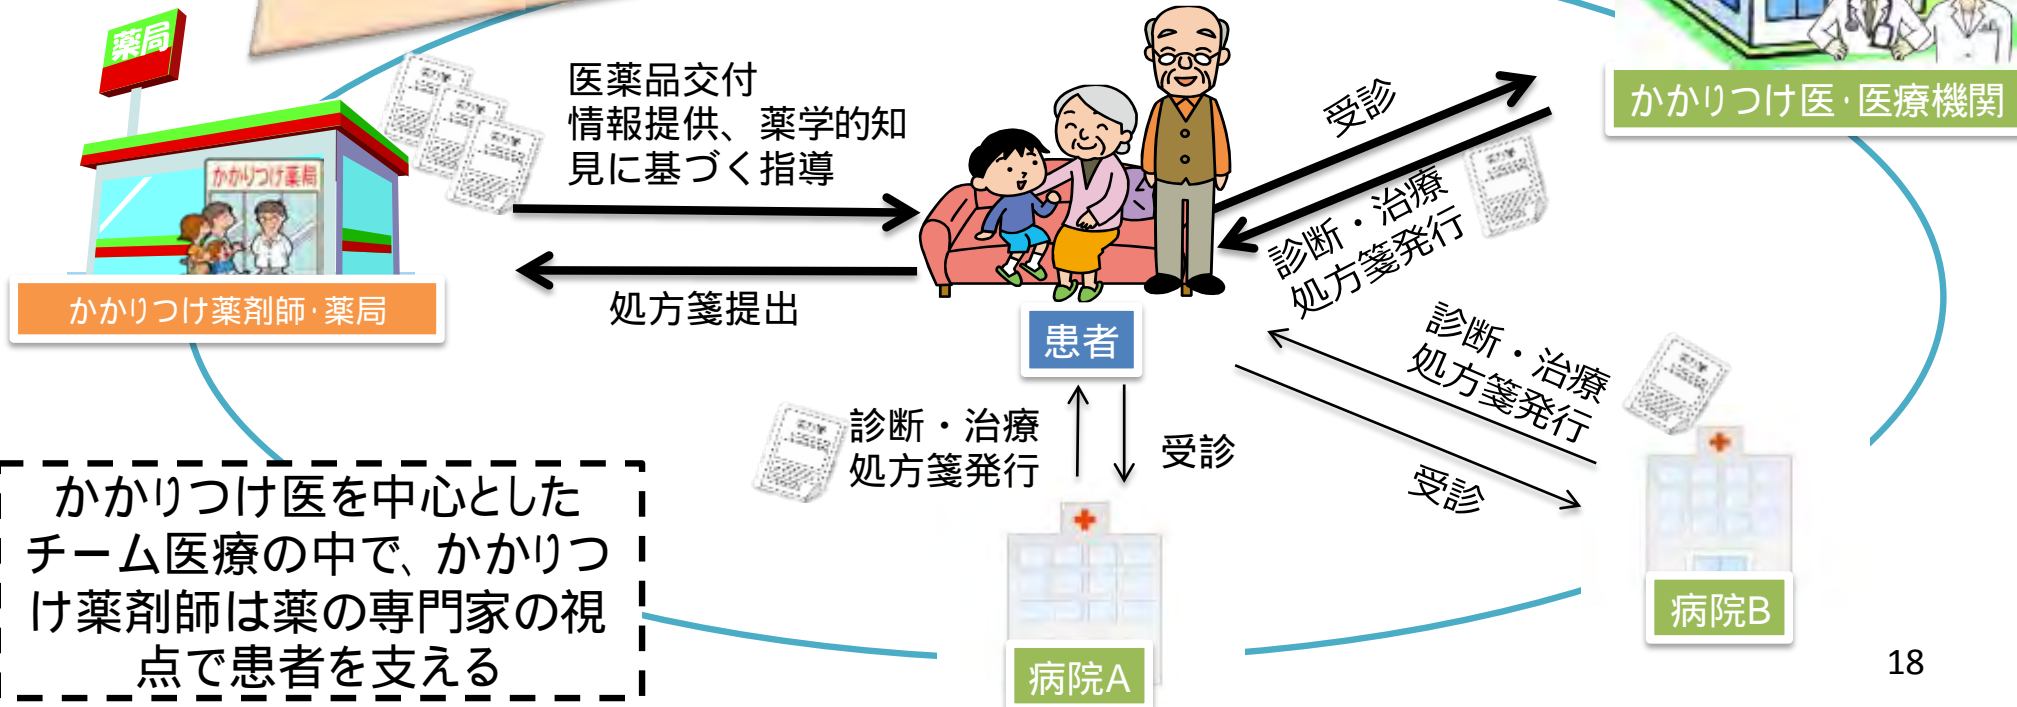 薬局
医薬品交付
情報提供、薬学的知
見に基づく指導
受診
かかりつけ医・医療機関
かかりつけ薬局
診断・治療
処方箋発行
かかりつけ薬剤師・薬局
処方箋提出
患者
診断・治療
処方箋発行
診断・治療
処方箋発行
受診
受診
かかりつけ医を中心とした
チーム医療の中で、かかりつ
け薬剤師は薬の専門家の視
点で患者を支える
病院A
病院B
18